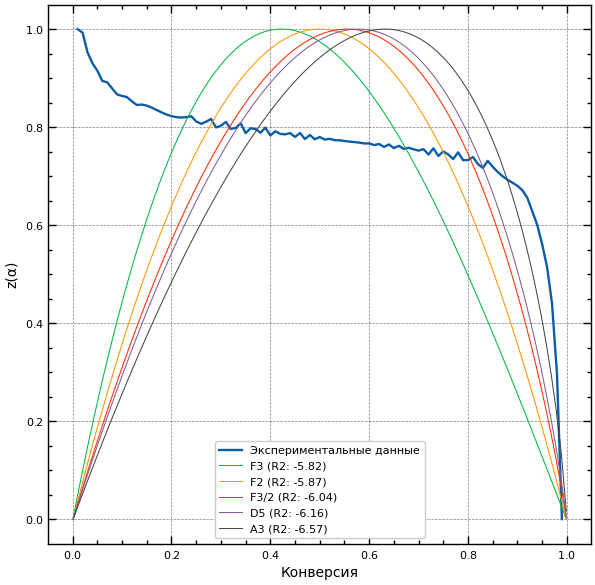 1.0
0.8
0.6
0.4
0.2
0.0
z(α)
Экспериментальные данные
F3 (R2: -5.82)
F2 (R2: -5.87)
F3/2 (R2: -6.04)
D5 (R2: -6.16)
A3 (R2: -6.57)
0.0 0.2 0.4 0.6 0.8 1.0
Конверсия